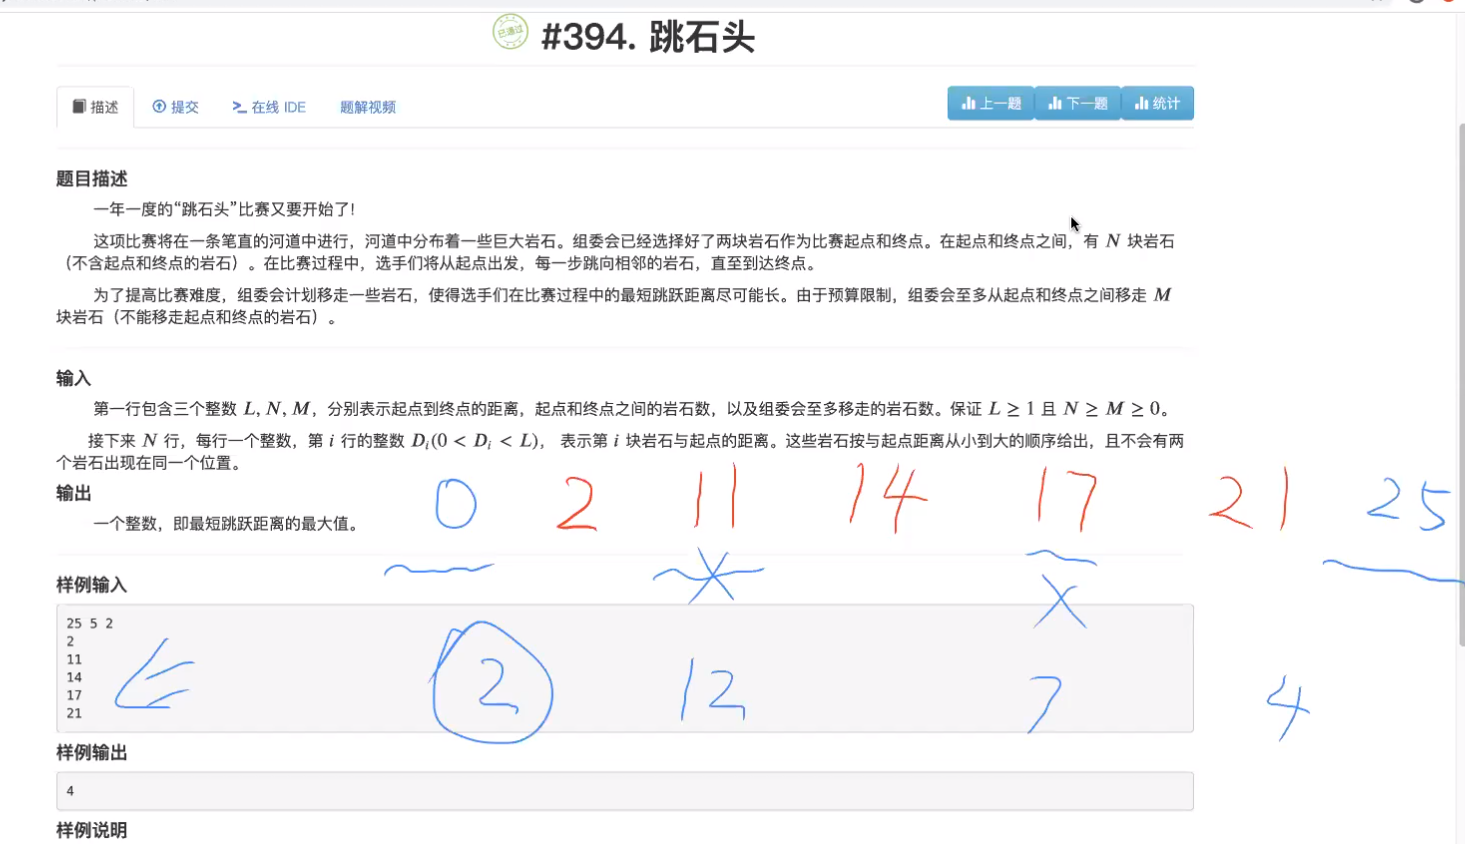 已通过 #394. 跳石头
描述 提交 >_ 在线 IDE 题解视频 上一题 下一题 统计
题目描述
一年一度的“跳石头”比赛又要开始了!
这项比赛将在一条笔直的河道中进行，河道中分布着一些巨大岩石。组委会已经选择好了两块岩石作为比赛起点和终点。在起点和终点之间，有 N 块岩石
（不含起点和终点的岩石）。在比赛过程中，选手们将从起点出发，每一步跳向相邻的岩石，直至到达终点。
为了提高比赛难度，组委会计划移走一些岩石，使得选手们在比赛过程中的最短跳跃距离尽可能长。由于预算限制，组委会至多从起点和终点之间移走 M
块岩石（不能移走起点和终点的岩石）。
输入
第一行包含三个整数 L, N, M，分别表示起点到终点的距离，起点和终点之间的岩石数，以及组委会至多移走的岩石数。保证 L ≥ 1 且 N ≥ M ≥ 0。
接下来 N 行，每行一个整数，第 i 行的整数 Di(0 < Di < L)， 表示第 i 块岩石与起点的距离。这些岩石按与起点距离从小到大的顺序给出，且不会有两
个岩石出现在同一个位置。
输出
一个整数，即最短跳跃距离的最大值。
0 2 11 14 17 21 25
样例输入
25 5 2
2
11
14
17
21
2 12 7 4
样例输出
4
样例说明